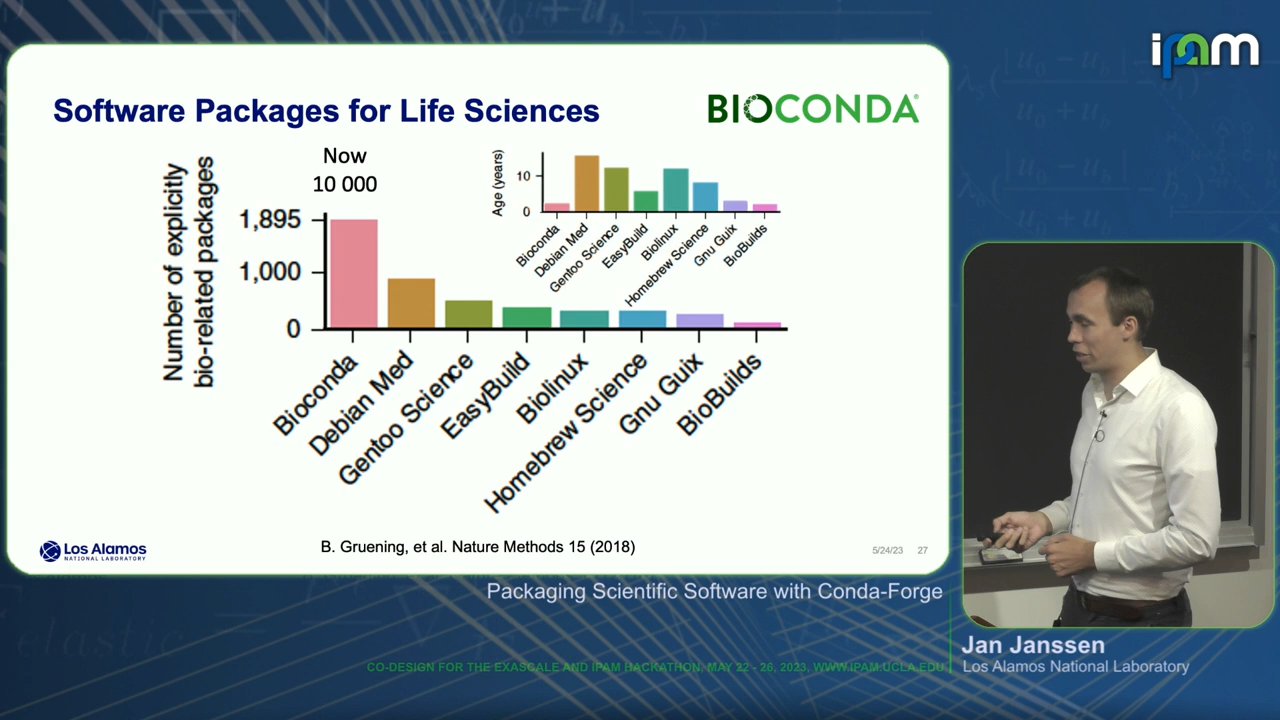 ipam
Software Packages for Life Sciences
BIOCONDA®
Number of explicitly
bio-related packages
Now
10 000
1,895
1,000
0
Bioconda
Debian Med
Gentoo Science
EasyBuild
Biolinux
Homebrew Science
Gnu Guix
BioBuilds
Age (years)
10
0
Bioconda
Debian Med
Gentoo Science
EasyBuild
Biolinux
Homebrew Science
Gnu Guix
BioBuilds
B. Gruening, et al. Nature Methods 15 (2018)
Los Alamos
NATIONAL LABORATORY
5/24/23 27
Packaging Scientific Software with Conda-Forge
Jan Janssen
Los Alamos National Laboratory
CO-DESIGN FOR THE EXASCALE AND IPAM HACKATHON, MAY 22 - 26, 2023, WWW.IPAM.UCLA.EDU
elastic